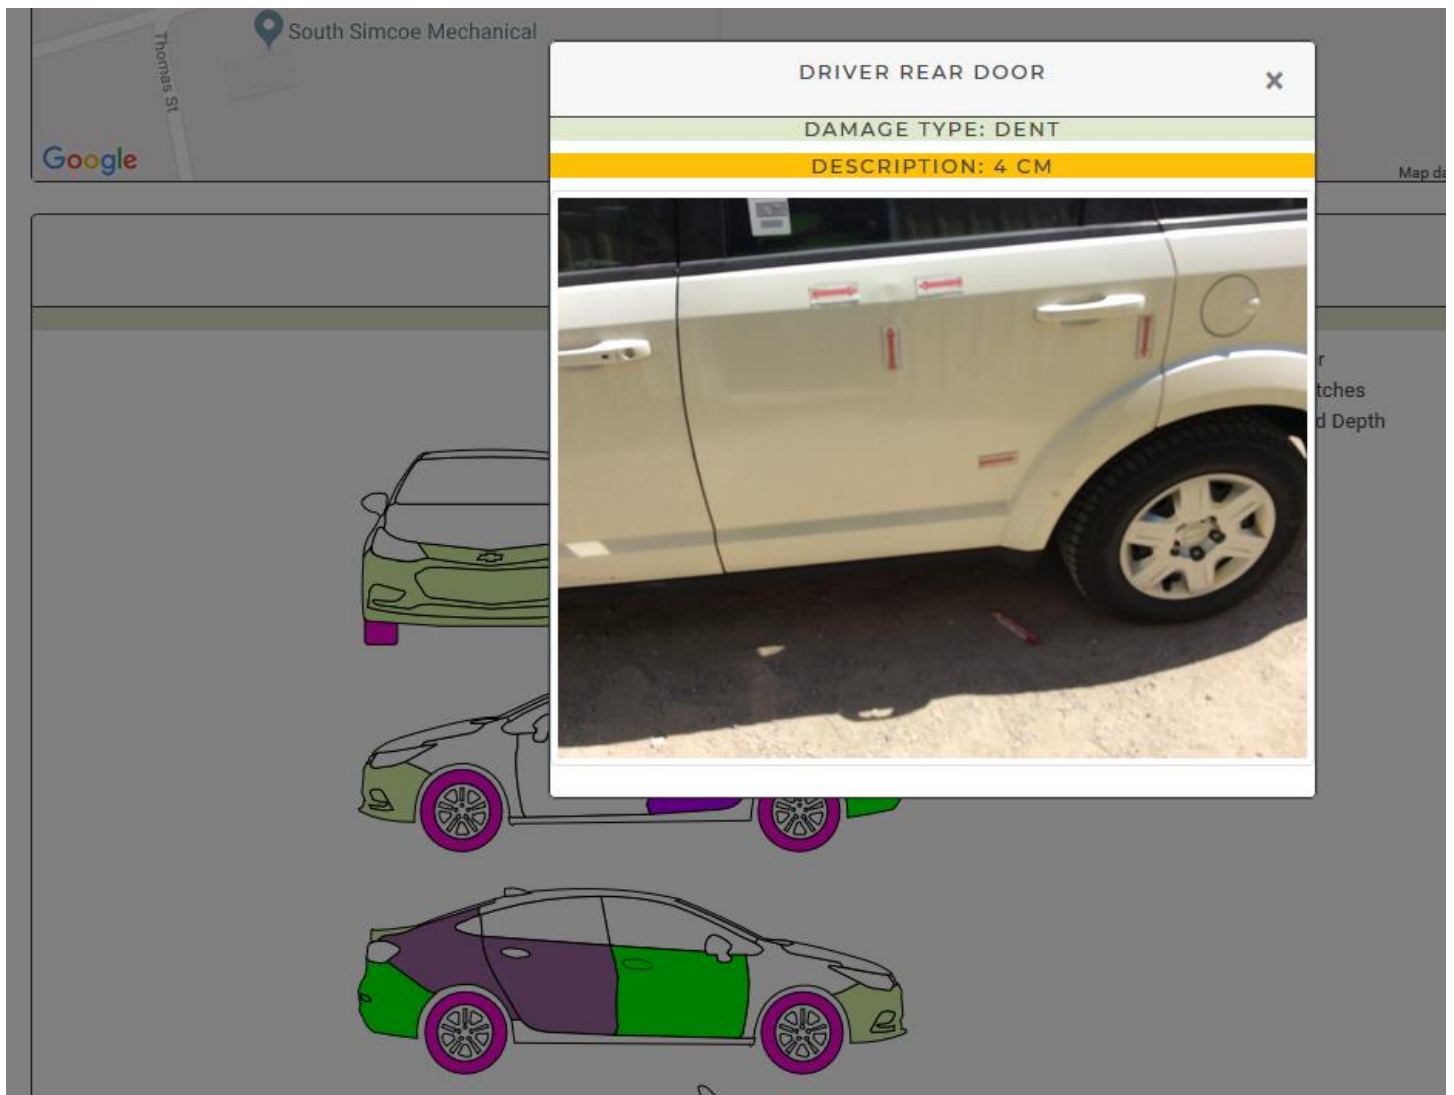 South Simcoe Mechanical
Thomas St
Google
Map da
DRIVER REAR DOOR
×
DAMAGE TYPE: DENT
DESCRIPTION: 4 CM
r
tches
d Depth